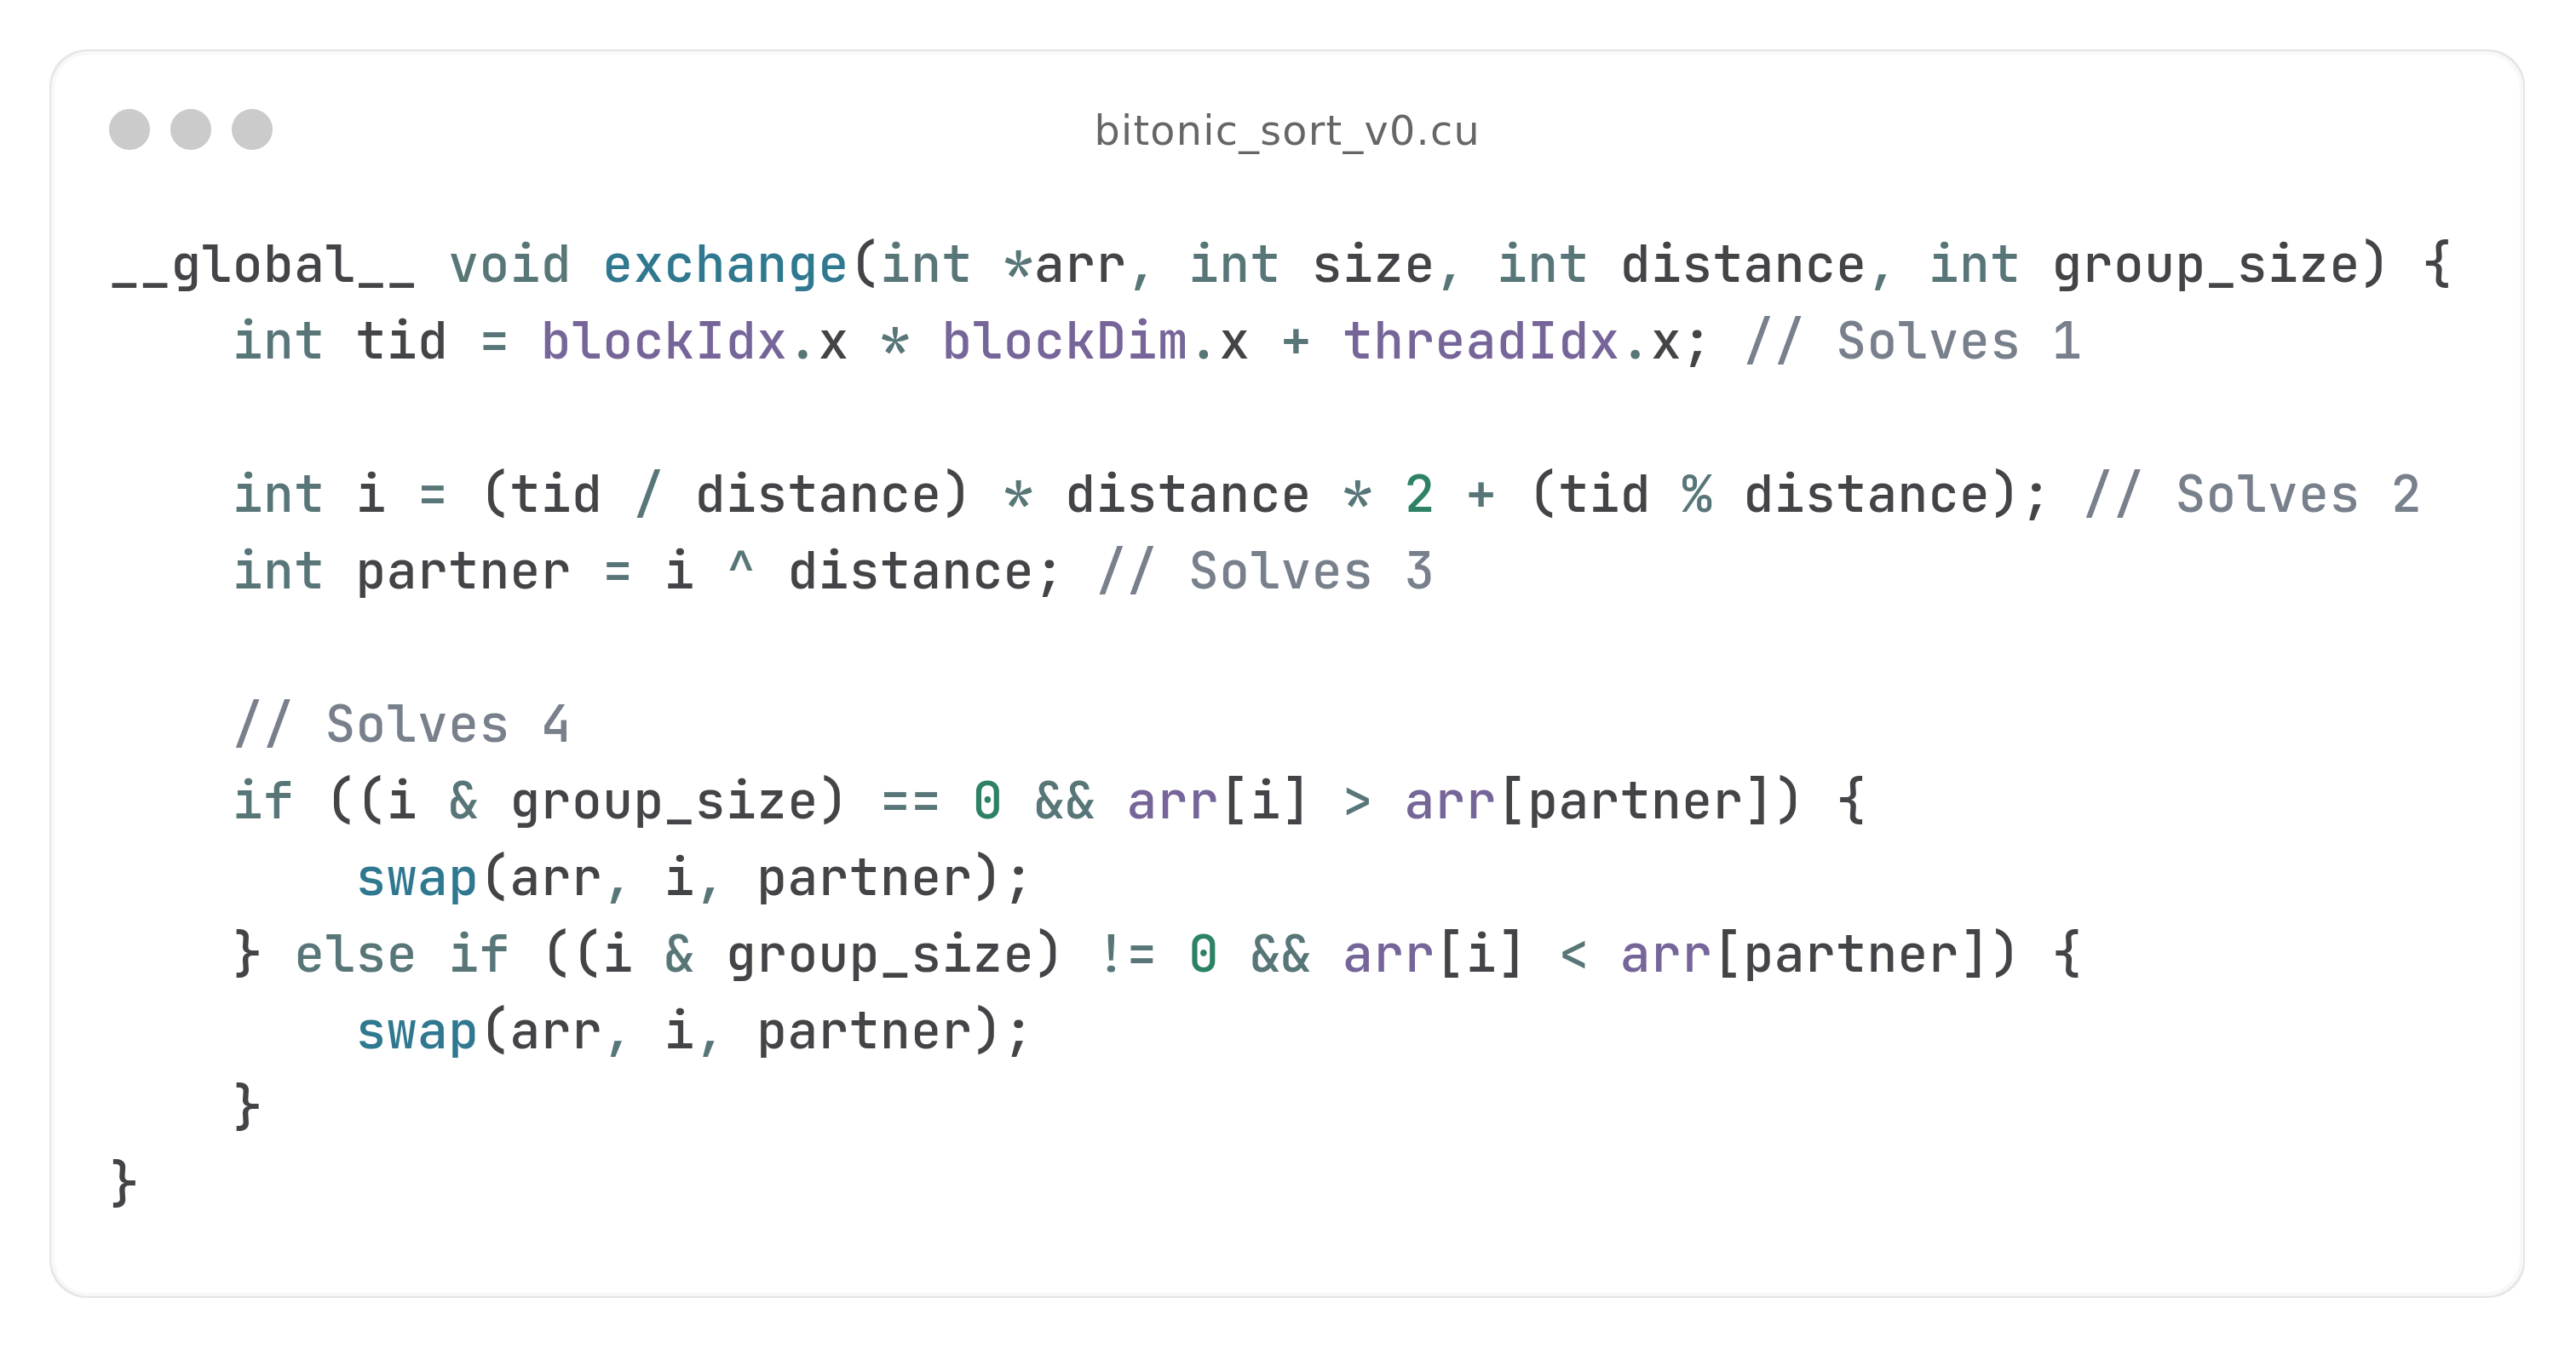 bitonic_sort_v0.cu
__global__ void exchange(int *arr, int size, int distance, int group_size) {
    int tid = blockIdx.x * blockDim.x + threadIdx.x; // Solves 1

    int i = (tid / distance) * distance * 2 + (tid % distance); // Solves 2
    int partner = i ^ distance; // Solves 3

    // Solves 4
    if ((i & group_size) == 0 && arr[i] > arr[partner]) {
        swap(arr, i, partner);
    } else if ((i & group_size) != 0 && arr[i] < arr[partner]) {
        swap(arr, i, partner);
    }
}